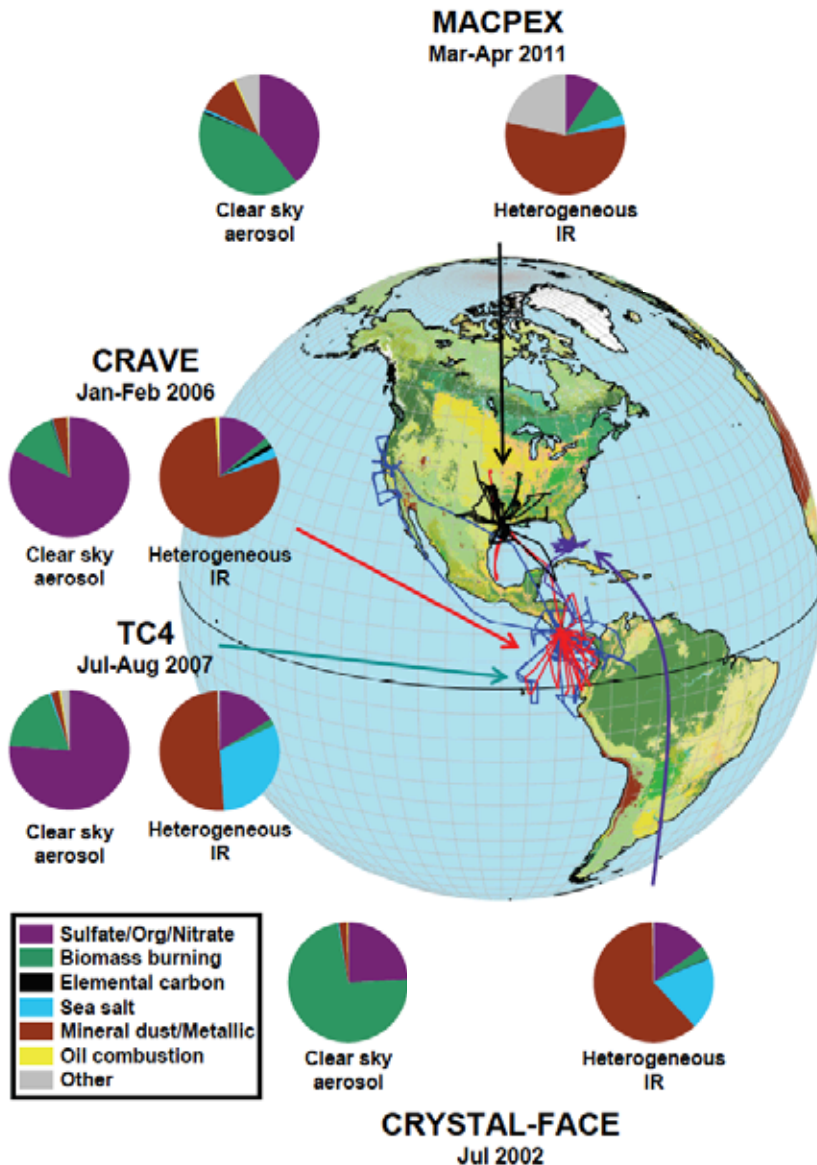 MACPEX
Mar-Apr 2011
Clear sky
aerosol
Heterogeneous
IR
CRAVE
Jan-Feb 2006
Clear sky
aerosol
Heterogeneous
IR
TC4
Jul-Aug 2007
Clear sky
aerosol
Heterogeneous
IR
Sulfate/Org/Nitrate
Biomass burning
Elemental carbon
Sea salt
Mineral dust/Metallic
Oil combustion
Other
Clear sky
aerosol
Heterogeneous
IR
CRYSTAL-FACE
Jul 2002